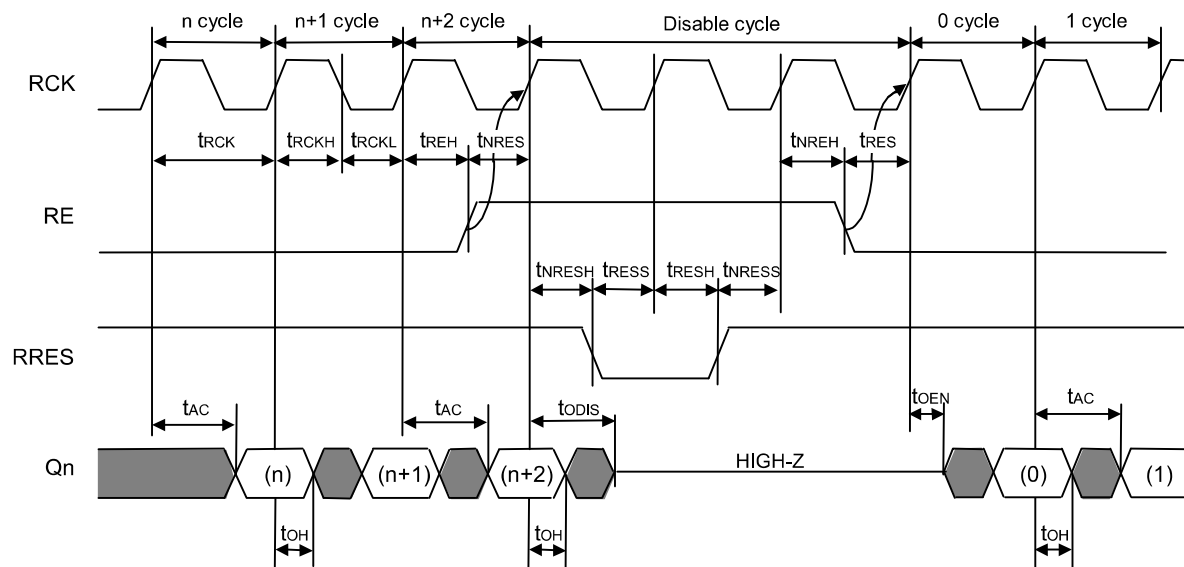 n cycle n+1 cycle n+2 cycle Disable cycle 0 cycle 1 cycle
RCK
tRCK tRCKH tRCKL tREH tNRES tNREH tRES
RE
tNRESH tRESS tRESH tNRESS
RRES
tAC tAC tODIS tOEN tAC
Qn (n) (n+1) (n+2) HIGH-Z (0) (1)
tOH tOH tOH